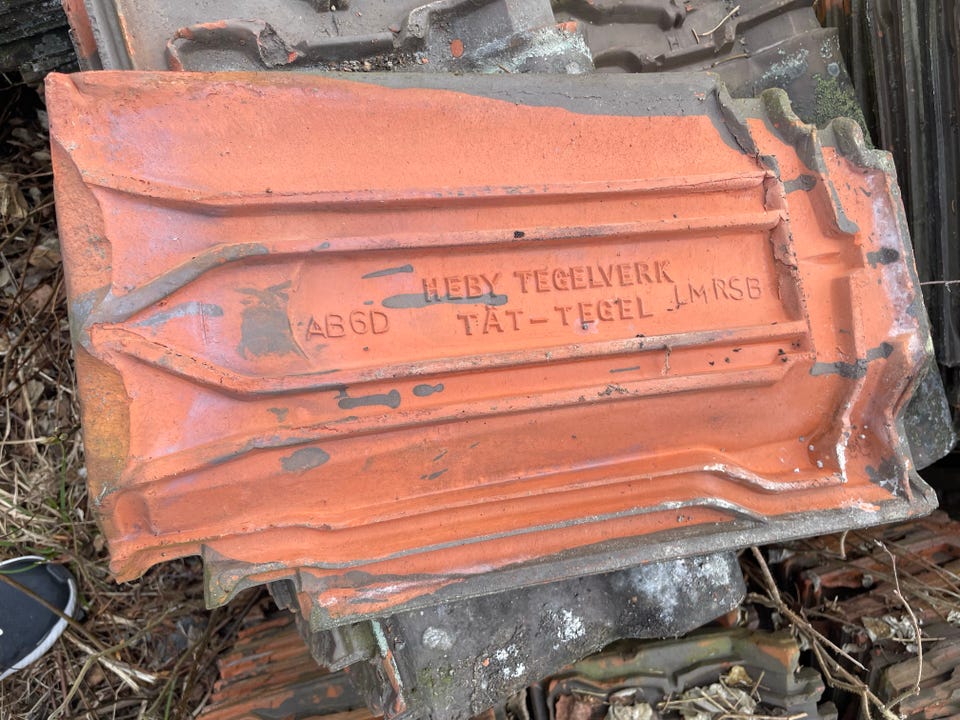 HEBY TEGELVERK
AB6D TÄT-TEGEL LMRSB